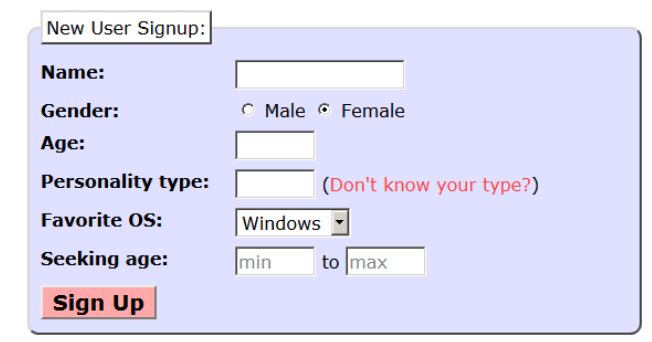 New User Signup:
Name:
Gender: Male Female
Age:
Personality type: (Don't know your type?)
Favorite OS: Windows
Seeking age: min to max
Sign Up